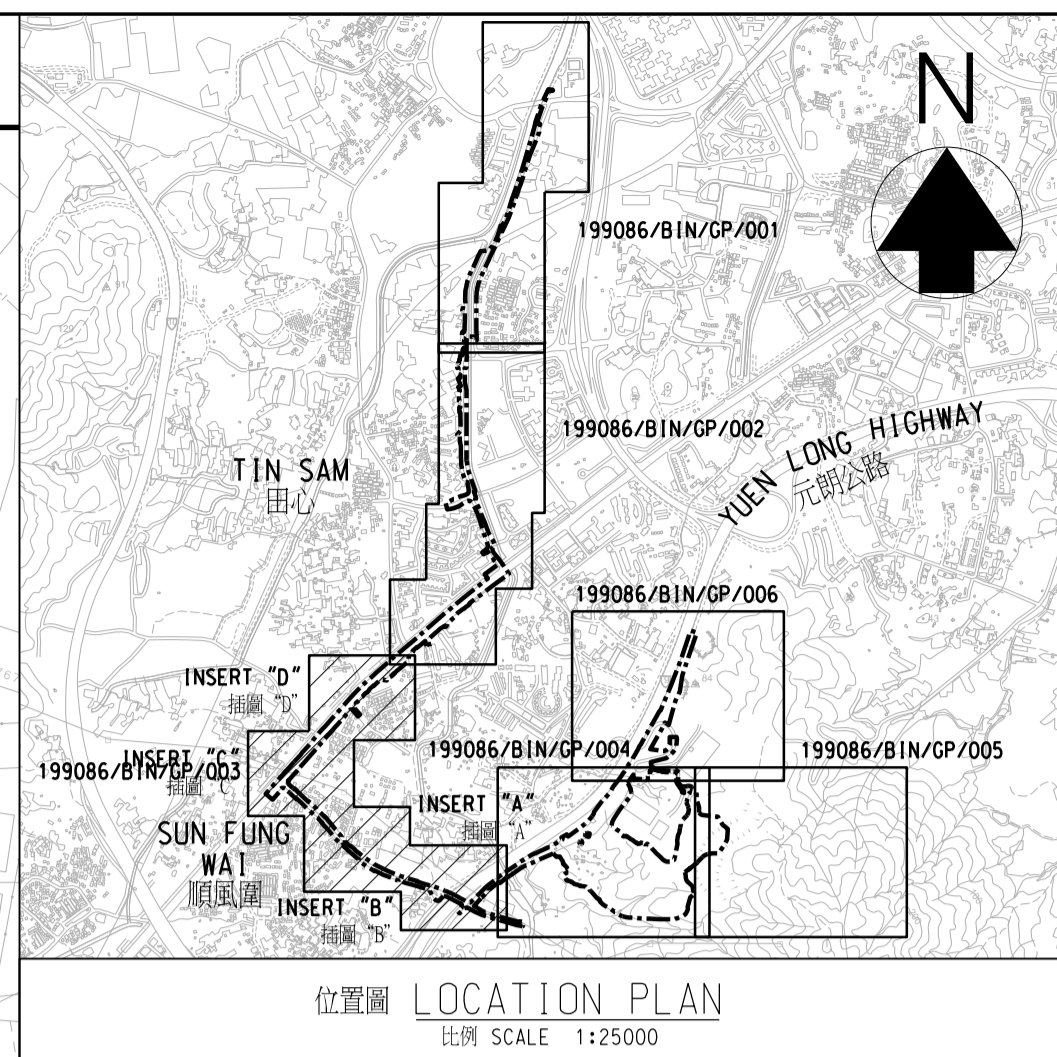 N
199086/BIN/GP/001
199086/BIN/GP/002
YUEN LONG HIGHWAY
元朗公路
TIN SAM
田心
199086/BIN/GP/006
INSERT "D"
插圖 "D"
INSERT "C"
插圖 "C"
199086/BIN/GP/003
199086/BIN/GP/004
199086/BIN/GP/005
INSERT "A"
插圖 "A"
SUN FUNG
WAI
順風圍
INSERT "B"
插圖 "B"
位置圖 LOCATION PLAN
比例 SCALE 1:25000